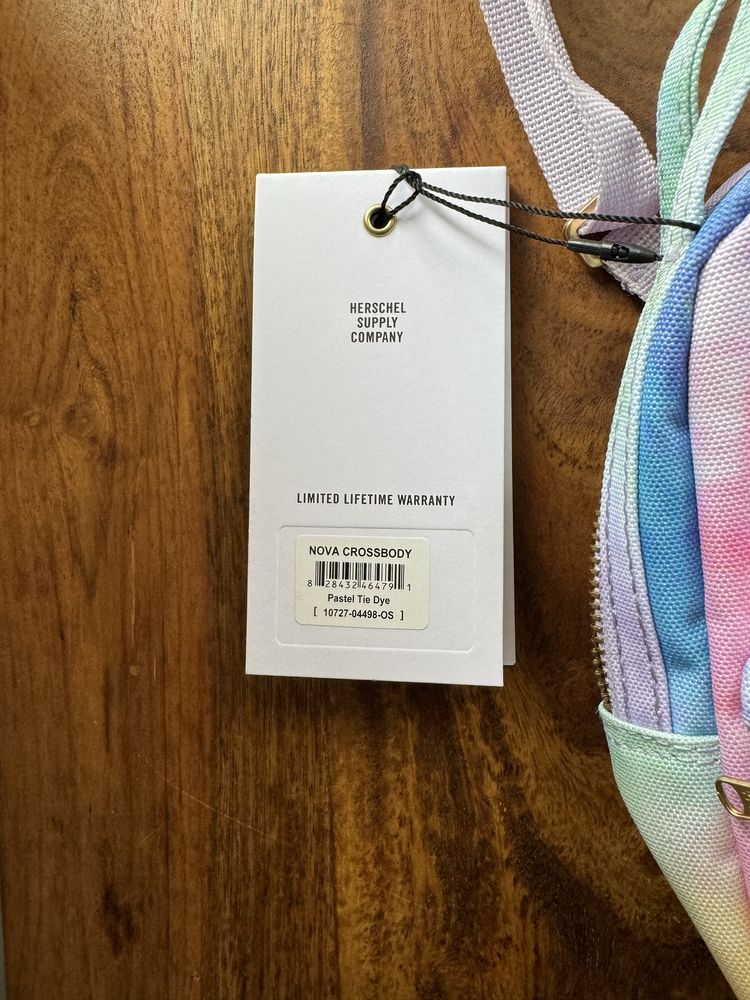 HERSCHEL
SUPPLY
COMPANY
LIMITED LIFETIME WARRANTY
NOVA CROSSBODY
8 28432 46479 1
Pastel Tie Dye
[ 10727-04498-OS ]